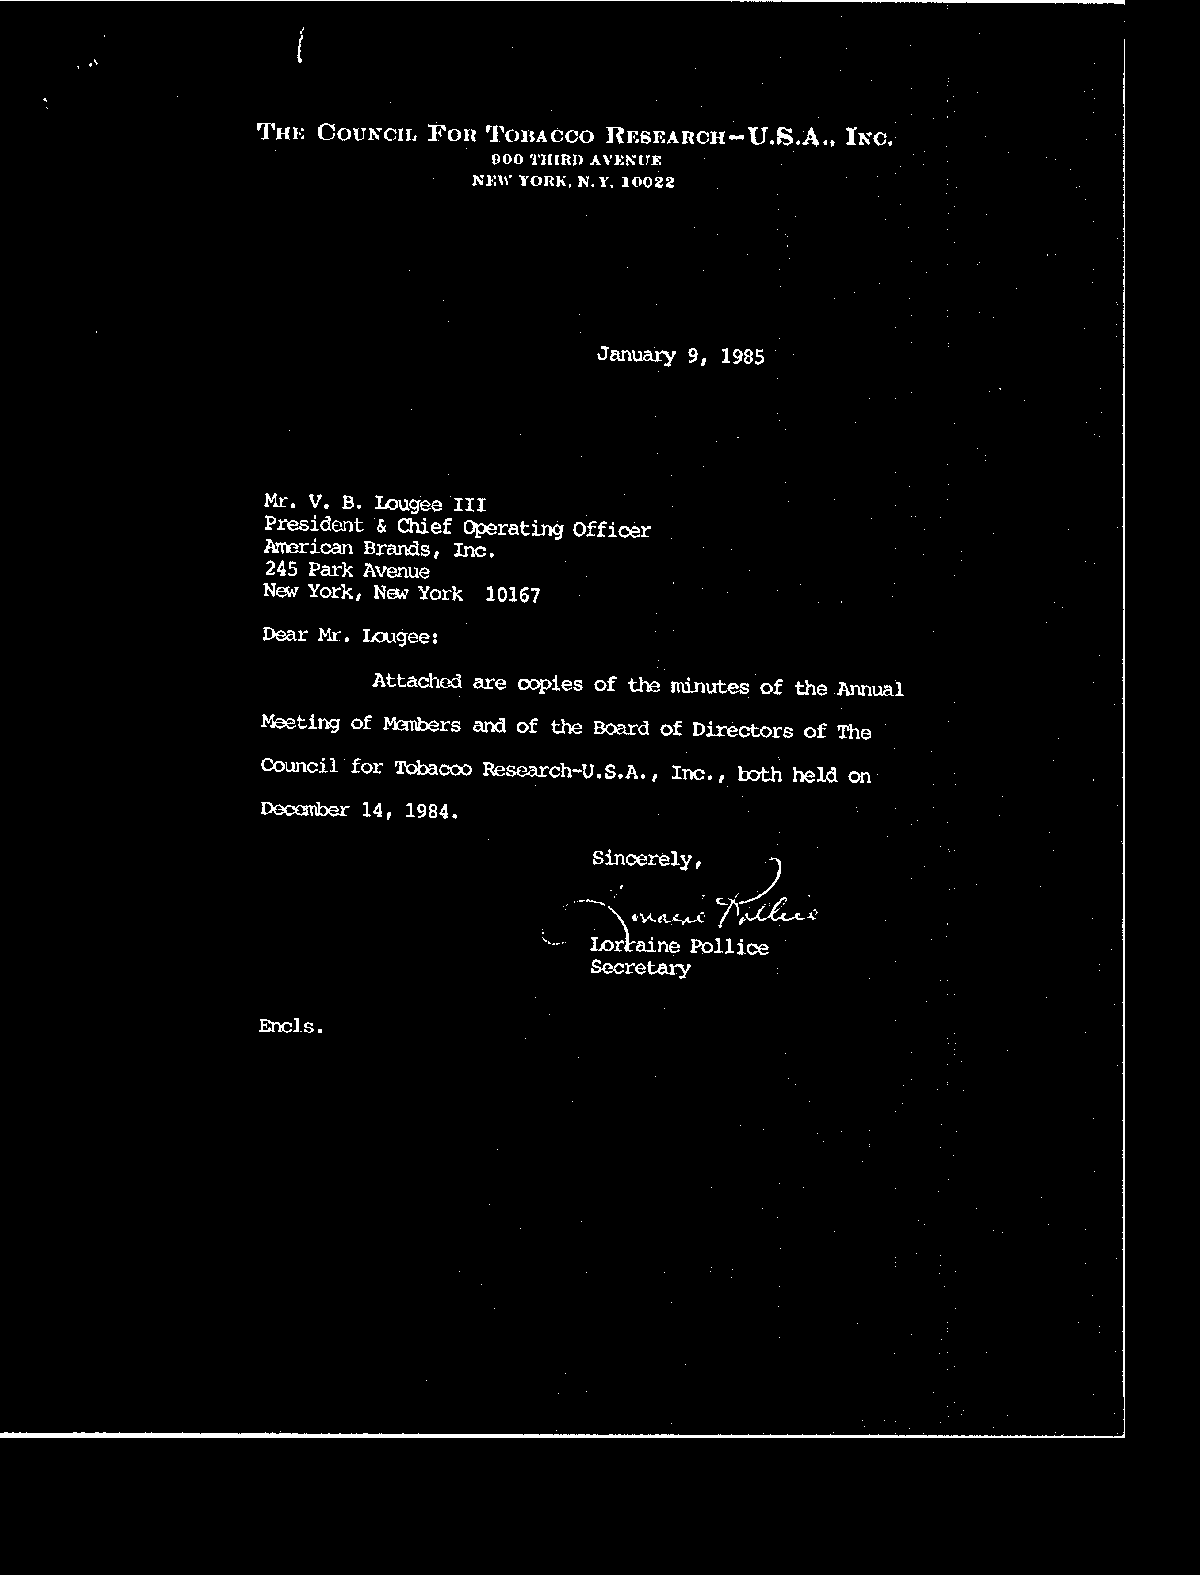 THE COUNCIL FOR TOBACCO RESEARCH-U.S.A., INC.
900 THIRD AVENUE
NEW YORK, N.Y. 10022
January 9, 1985
Mr. V. B. Lougee III
President & Chief Operating Officer
American Brands, Inc.
245 Park Avenue
New York, New York 10167
Dear Mr. Lougee:
Attached are copies of the minutes of the Annual
Meeting of Members and of the Board of Directors of The
Council for Tobacco Research-U.S.A., Inc., both held on
December 14, 1984.
Sincerely,
Lorraine Pollice
Lorraine Pollice
Secretary
Encls.